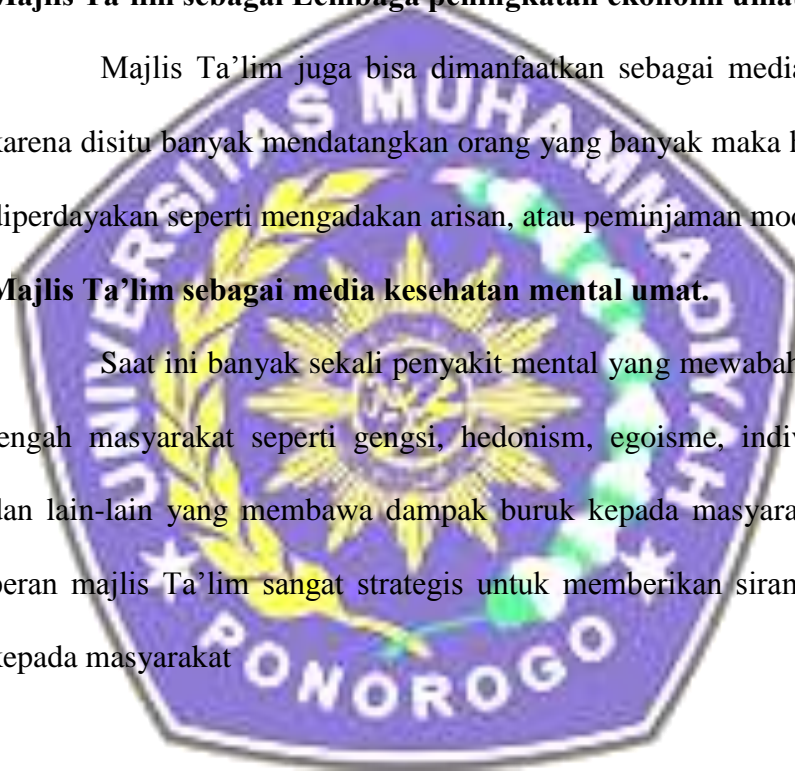 Majlis Ta’lim sebagai Lembaga peningkatan ekonomi umat
Majlis Ta’lim juga bisa dimanfaatkan sebagai media
karena disitu banyak mendatangkan orang yang banyak maka
diperdayakan seperti mengadakan arisan, atau peminjaman
Majlis Ta’lim sebagai media kesehatan mental umat.
Saat ini banyak sekali penyakit mental yang mewabah
tengah masyarakat seperti gengsi, hedonism, egoisme,
dan lain-lain yang membawa dampak buruk kepada
peran majlis Ta’lim sangat strategis untuk memberikan
kepada masyarakat
UNIVERSITAS MUHAMMADIYAH
PONOROGO